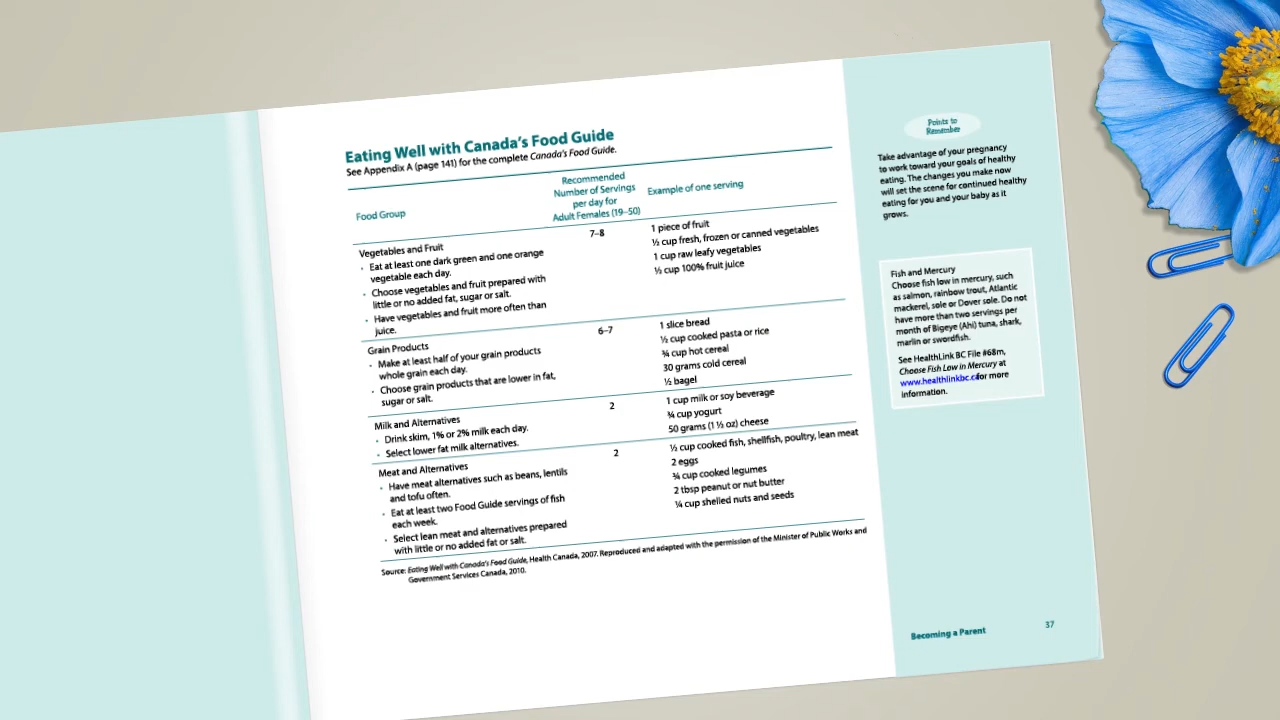 Eating Well with Canada's Food Guide
See Appendix A (page 141) for the complete Canada's Food Guide.
Food Group
Recommended
Number of Servings
per day for
Adult Females (19–50)
Example of one serving
Vegetables and Fruit
• Eat at least one dark green and one orange
vegetable each day.
• Choose vegetables and fruit prepared with
little or no added fat, sugar or salt.
• Have vegetables and fruit more often than
juice.
7–8
1 piece of fruit
½ cup fresh, frozen or canned vegetables
1 cup raw leafy vegetables
½ cup 100% fruit juice
Grain Products
• Make at least half of your grain products
whole grain each day.
• Choose grain products that are lower in fat,
sugar or salt.
6–7
1 slice bread
½ cup cooked pasta or rice
¾ cup hot cereal
30 grams cold cereal
½ bagel
Milk and Alternatives
• Drink skim, 1% or 2% milk each day.
• Select lower fat milk alternatives.
2
1 cup milk or soy beverage
¾ cup yogurt
50 grams (1 ½ oz) cheese
Meat and Alternatives
• Have meat alternatives such as beans, lentils
and tofu often.
• Eat at least two Food Guide servings of fish
each week.
• Select lean meat and alternatives prepared
with little or no added fat or salt.
2
½ cup cooked fish, shellfish, poultry, lean meat
2 eggs
¾ cup cooked legumes
2 tbsp peanut or nut butter
¼ cup shelled nuts and seeds
Source: Eating Well with Canada's Food Guide, Health Canada, 2007. Reproduced and adapted with the permission of the Minister of Public Works and
Government Services Canada, 2010.
Points to
Remember
Take advantage of your pregnancy
to work toward your goals of healthy
eating. The changes you make now
will set the scene for continued healthy
eating for you and your baby as it
grows.
Fish and Mercury
Choose fish low in mercury, such
as salmon, rainbow trout, Atlantic
mackerel, sole or Dover sole. Do not
have more than two servings per
month of Bigeye (Ahi) tuna, shark,
marlin or swordfish.
See HealthLink BC File #68m,
Choose Fish Low in Mercury at
www.healthlinkbc.ca for more
information.
Becoming a Parent
37